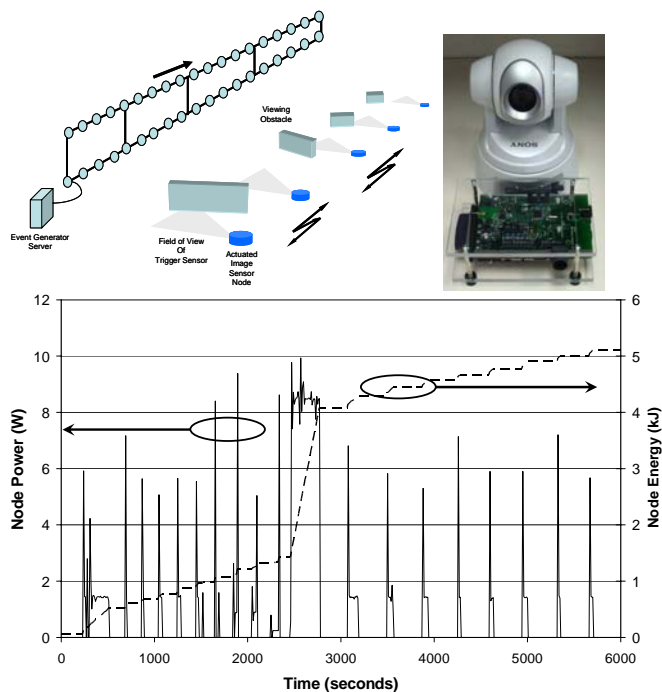 Viewing
Obstacle
Event Generator
Server
Field of View
Of
Trigger Sensor
Actuated
Image
Sensor
Node
SONY
12
10
8
6
4
2
0
Node Power (W)
6
5
4
3
2
1
0
Node Energy (kJ)
0
1000
2000
3000
4000
5000
6000
Time (seconds)